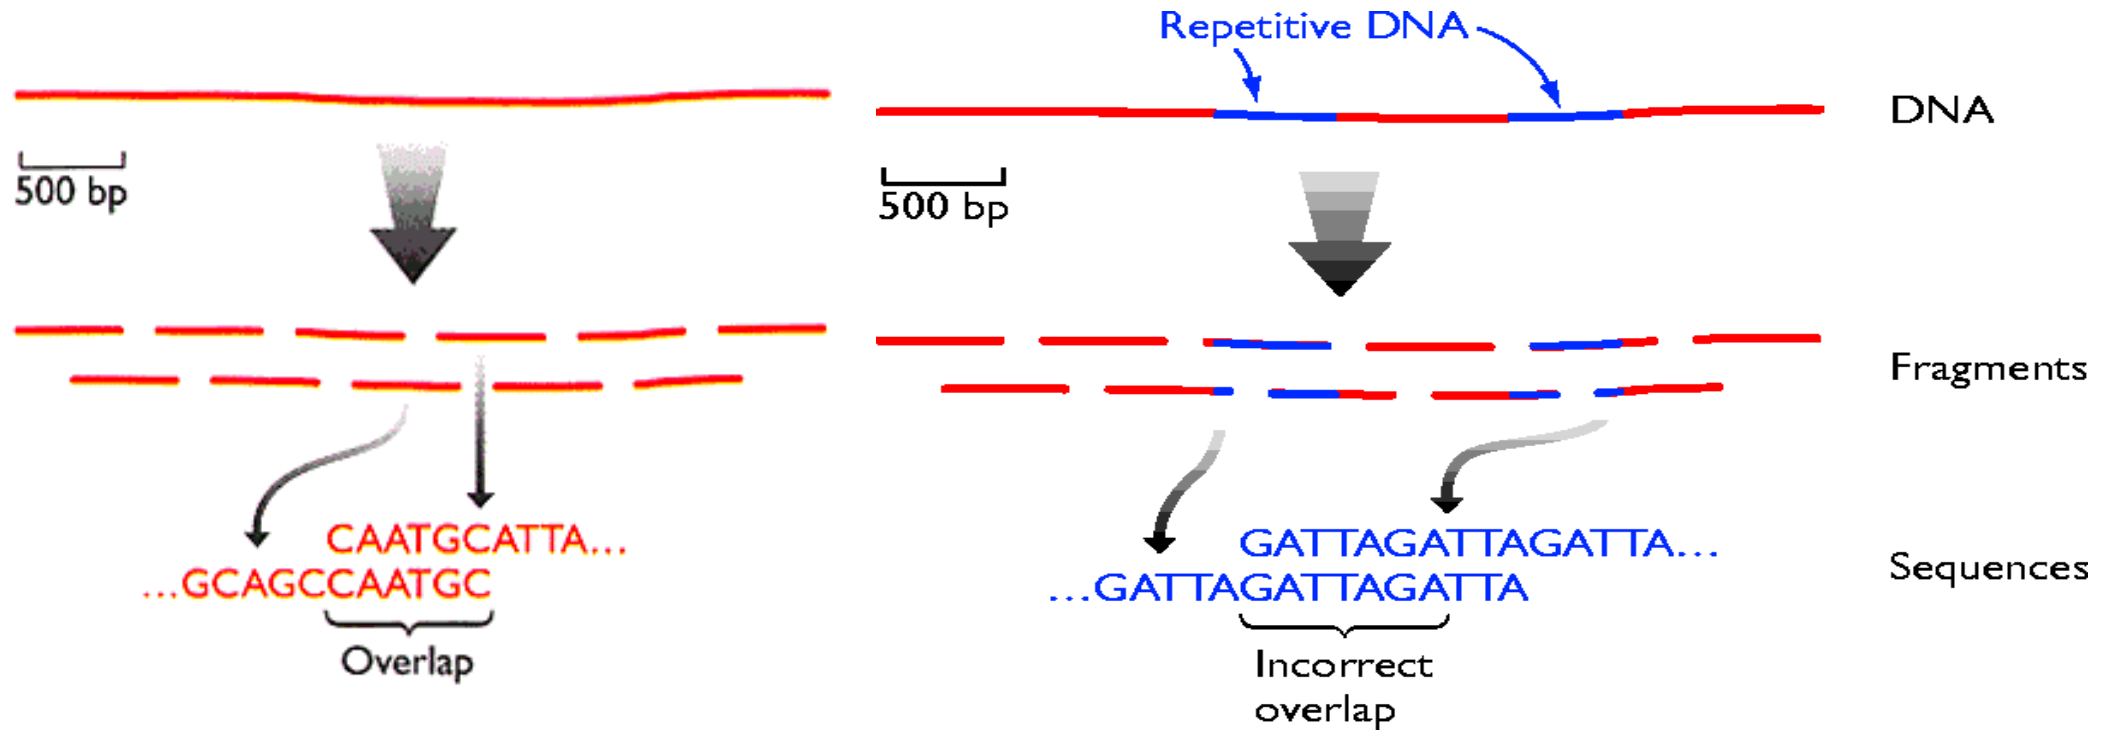 Repetitive DNA
DNA
500 bp
500 bp
Fragments
CAATGCATTA...
...GCAGCCAATGC
Overlap
GATTAGATTAGATTA...
...GATTAGATTAGATTA
Incorrect
overlap
Sequences